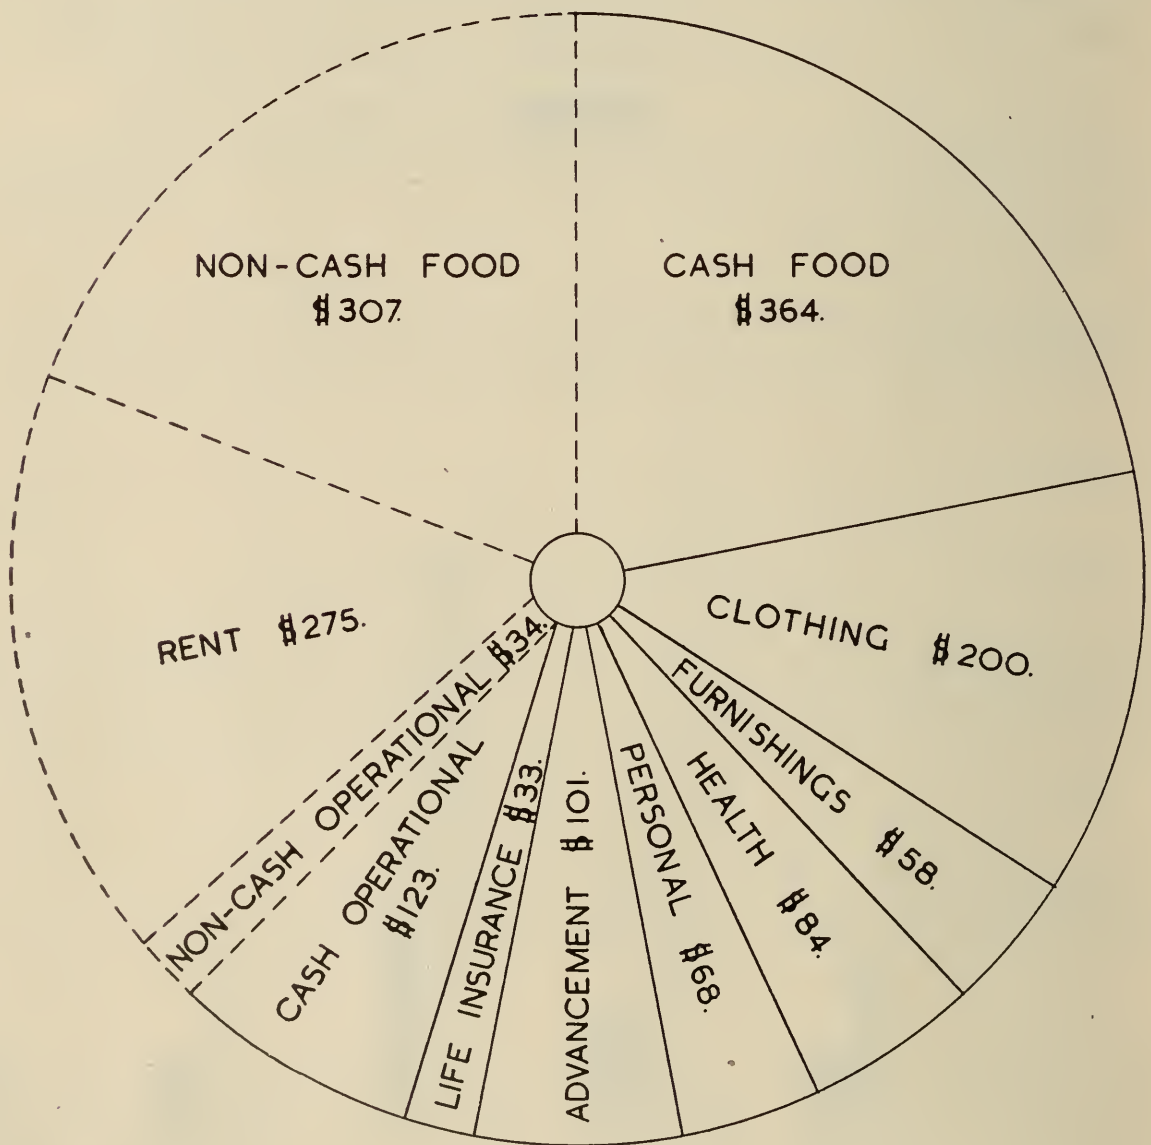 NON-CASH FOOD
$307.
CASH FOOD
$364.
CLOTHING $200.
FURNISHINGS $58.
HEALTH $84.
PERSONAL $68.
ADVANCEMENT $101.
LIFE INSURANCE $33.
CASH OPERATIONAL
$123.
NON-CASH OPERATIONAL $34.
RENT $275.